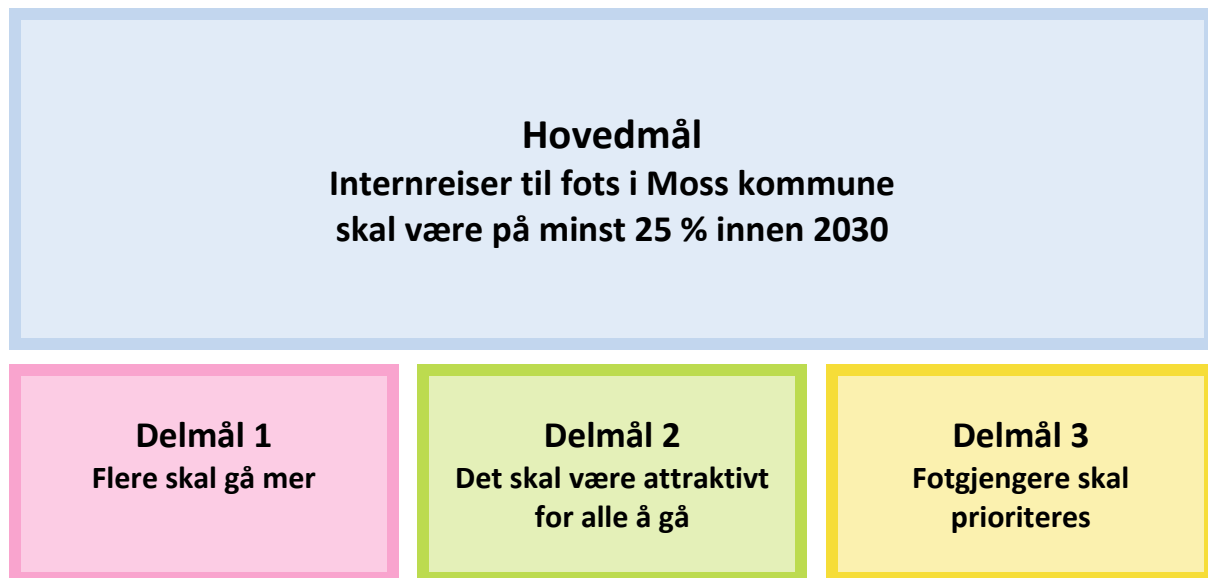 Hovedmål
Internreiser til fots i Moss kommune
skal være på minst 25 % innen 2030
Delmål 1
Flere skal gå mer
Delmål 2
Det skal være attraktivt
for alle å gå
Delmål 3
Fotgjengere skal
prioriteres